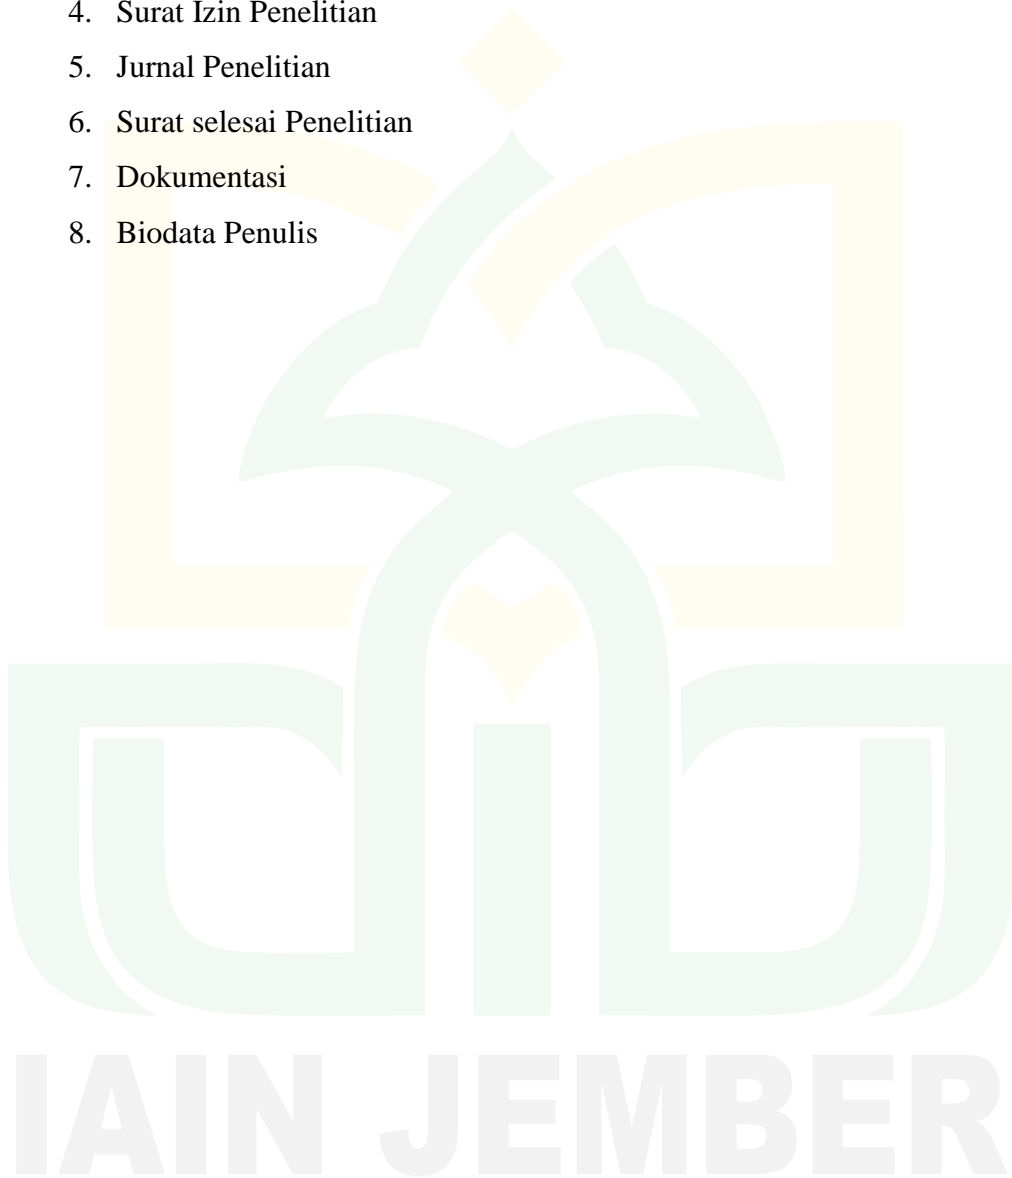 4. Surat Izin Penelitian
5. Jurnal Penelitian
6. Surat selesai Penelitian
7. Dokumentasi
8. Biodata Penulis
IAIN JEMBER